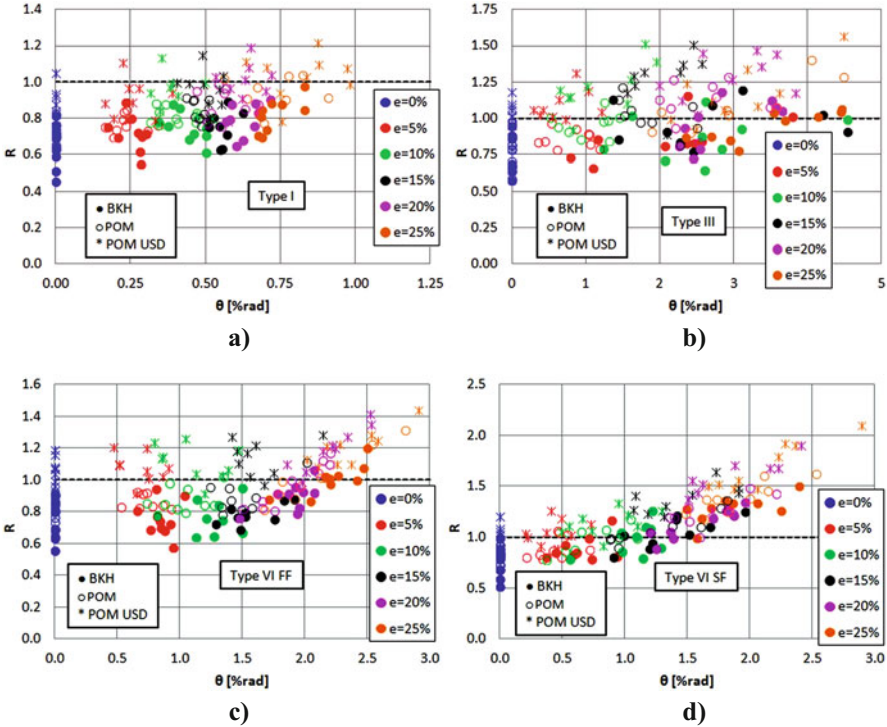 1.4
1.2
1.0
0.8
0.6
0.4
0.2
0.0
R
0.00 0.25 0.50 0.75 1.00 1.25
θ [%rad]
BKH
POM
POM USD
Type I
e=0%
e=5%
e=10%
e=15%
e=20%
e=25%
a)
1.75
1.50
1.25
1.00
0.75
0.50
0.25
0.00
R
0 1 2 3 4 5
θ [%rad]
BKH
POM
POM USD
Type III
e=0%
e=5%
e=10%
e=15%
e=20%
e=25%
b)
1.6
1.4
1.2
1.0
0.8
0.6
0.4
0.2
0.0
R
0.0 0.5 1.0 1.5 2.0 2.5 3.0
θ [%rad]
BKH
POM
POM USD
Type VI FF
e=0%
e=5%
e=10%
e=15%
e=20%
e=25%
c)
2.5
2.0
1.5
1.0
0.5
0.0
R
0.0 0.5 1.0 1.5 2.0 2.5 3.0
θ [%rad]
BKH
POM
POM USD
Type VI SF
e=0%
e=5%
e=10%
e=15%
e=20%
e=25%
d)